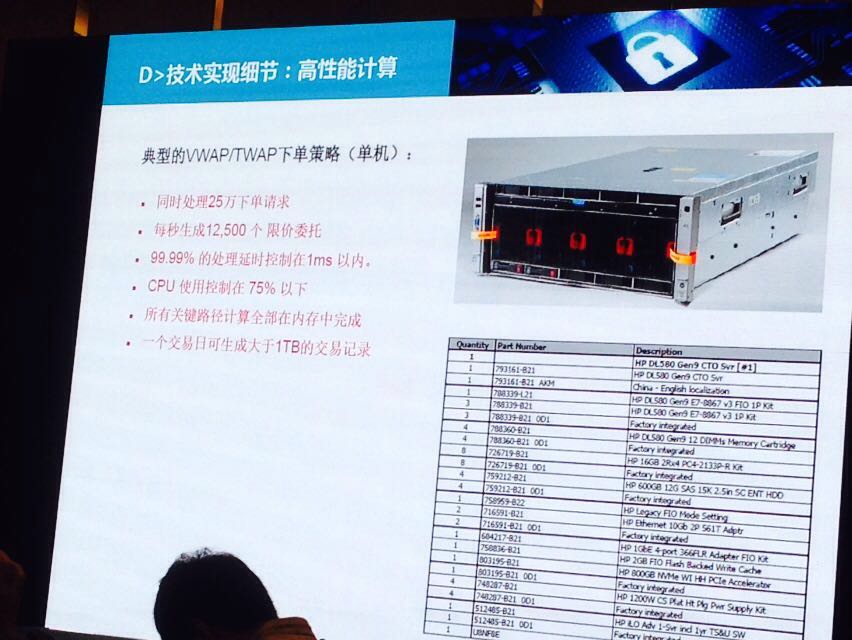 D>技术实现细节：高性能计算
典型的VWAP/TWAP下单策略（单机）：
▪ 同时处理25万下单请求
▪ 每秒生成12,500 个 限价委托
▪ 99.99% 的处理延时控制在1ms 以内。
▪ CPU 使用控制在 75% 以下
▪ 所有关键路径计算全部在内存中完成
▪ 一个交易日可生成大于1TB的交易记录
Quantity Part Number Description
1 HP DL580 Gen9 CTO Svr [#1]
1 793161-B21 HP DL580 Gen9 CTO Svr
1 793161-B21 AKM China - English localization
1 788339-L21 HP DL580 Gen9 E7-8867 v3 FIO 1P Kit
3 788339-B21 HP DL580 Gen9 E7-8867 v3 1P Kit
3 788339-B21 0D1 Factory integrated
4 788360-B21 HP DL580 Gen9 12 DIMMs Memory Cartridge
4 788360-B21 0D1 Factory integrated
8 726719-B21 HP 16GB 2Rx4 PC4-2133P-R Kit
8 726719-B21 0D1 Factory integrated
4 759212-B21 HP 600GB 12G SAS 15K 2.5in SC ENT HDD
4 759212-B21 0D1 Factory integrated
1 758959-B22 HP Legacy FIO Mode Setting
2 716591-B21 HP Ethernet 10Gb 2P 561T Adptr
2 716591-B21 0D1 Factory integrated
1 684217-B21 HP 1GbE 4-port 366FLR Adapter FIO Kit
1 758836-B21 HP 2GB FIO Flash Backed Write Cache
1 803195-B21 HP 800GB NVMe WI HH PCIe Accelerator
1 803195-B21 0D1 Factory integrated
4 748287-B21 HP 1200W CS Plat Ht Plg Pwr Supply Kit
4 748287-B21 0D1 Factory integrated
1 512485-B21 HP iLO Adv 1-Svr incl 1yr TS&U SW
1 512485-B21 0D1 Factory integrated
1 U8NF8E